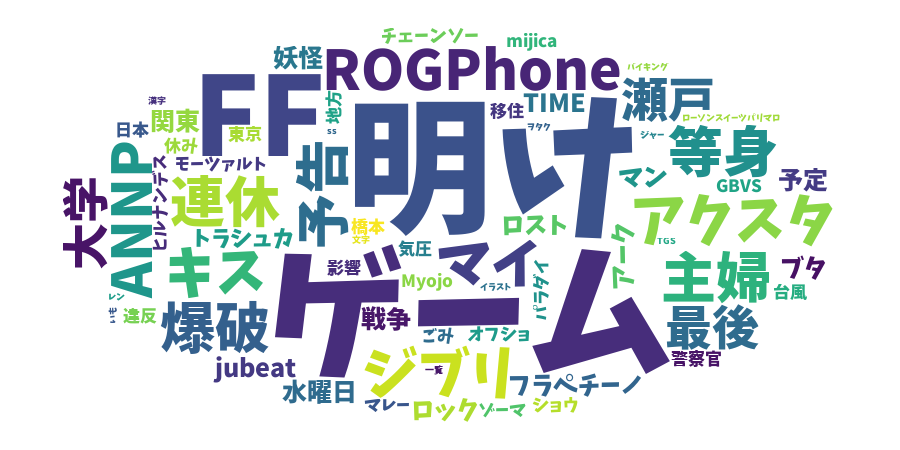 チェーンソー
mijica
妖怪
ROGPhone
バイキング
FF
明け
地方
移住
TIME
瀬戸
漢字
関東
日本
東京
ss
休み
ヲタク
ローソンスイーツバリマロ
ジャー
等身
モーツァルト
ヒルナンデス
ANNP
大学
連休
予告
マン
GBVS
予定
橋本
文字
ロスト
アクスタ
トラシュカ
気圧
マイ
アーク
TGS
キス
影響
Myojo
イラスト
パラダイ
主婦
ブタ
台風
レン
いも
違反
爆破
ゲーム
戦争
ごみ
オフショ
最後
jubeat
一覧
ジブリ
警察官
水曜日
フラペチーノ
マレー
ロック
ゾーマ
ショウ